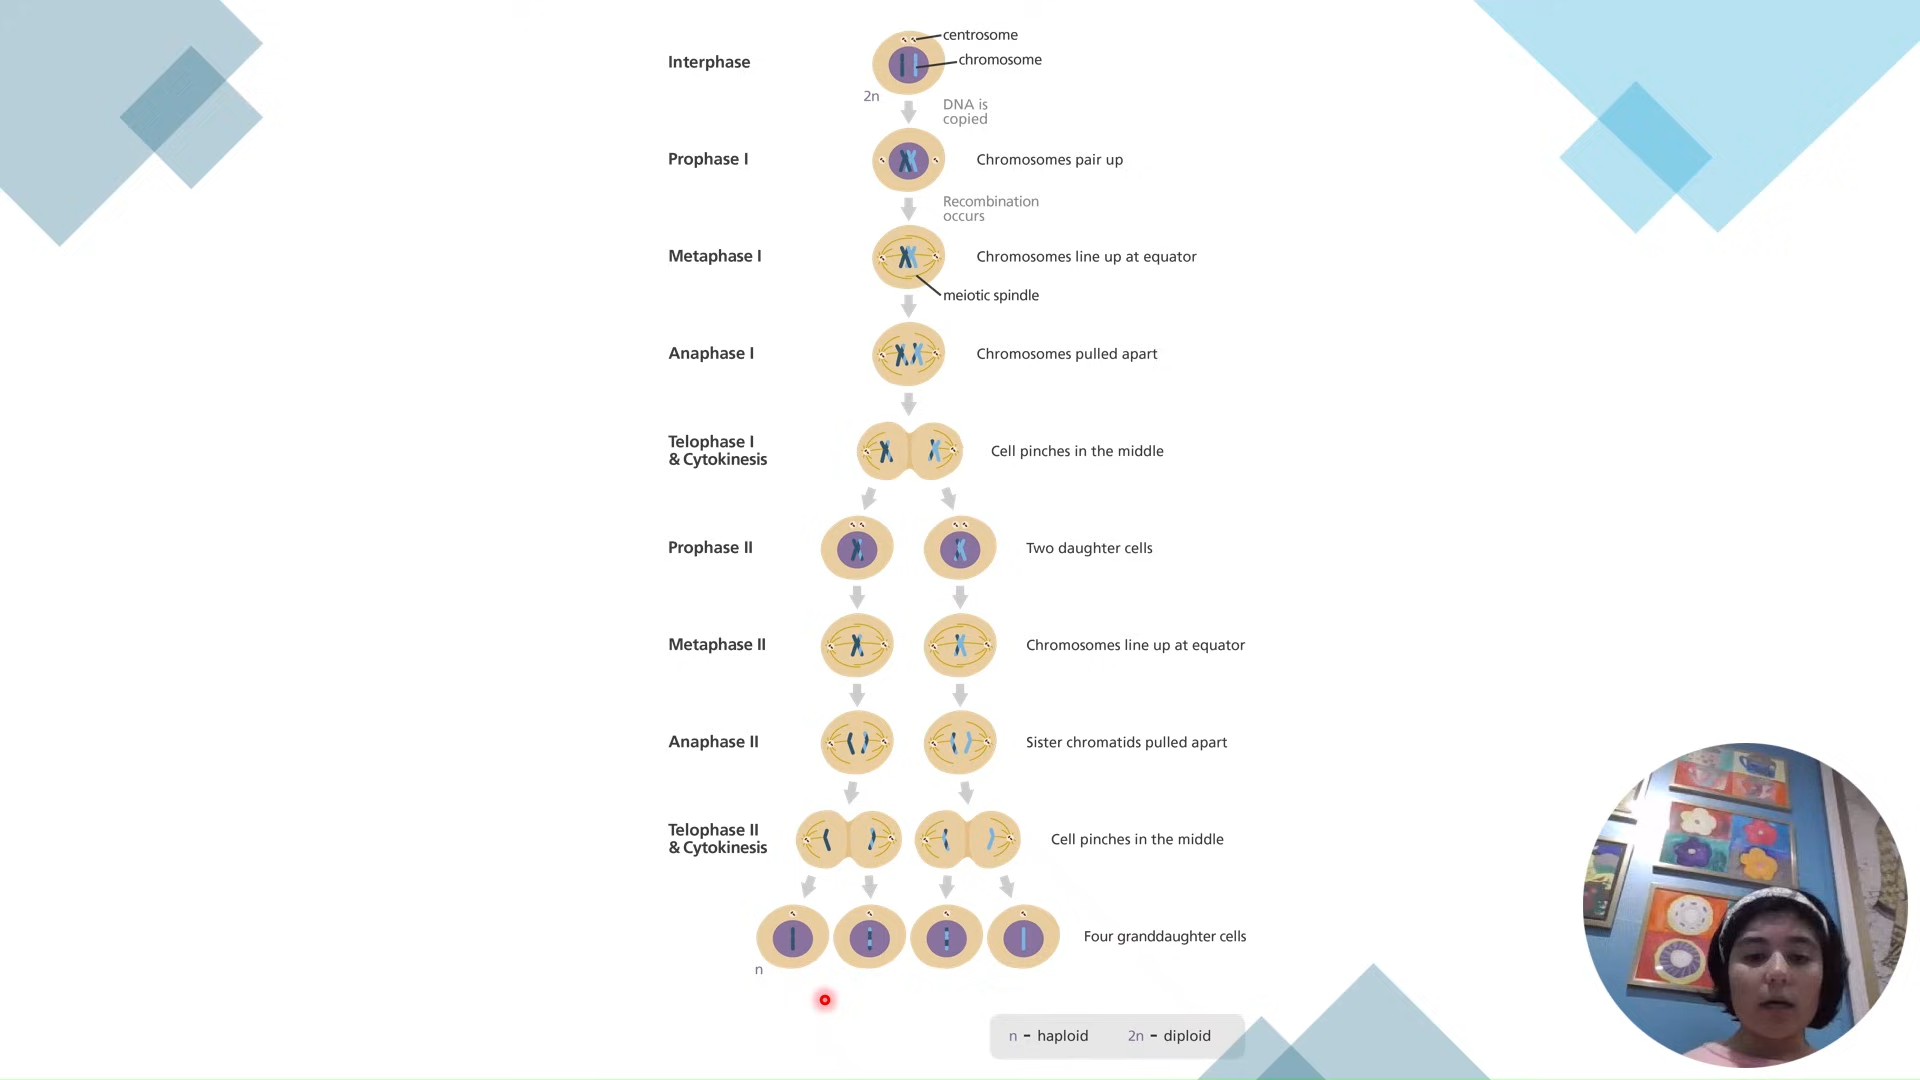 centrosome
Interphase
chromosome
2n
DNA is
copied
Prophase I
Chromosomes pair up
Recombination
occurs
Metaphase I
Chromosomes line up at equator
meiotic spindle
Anaphase I
Chromosomes pulled apart
Telophase I
& Cytokinesis
Cell pinches in the middle
Prophase II
Two daughter cells
Metaphase II
Chromosomes line up at equator
Anaphase II
Sister chromatids pulled apart
Telophase II
& Cytokinesis
Cell pinches in the middle
Four granddaughter cells
n
n – haploid 2n – diploid